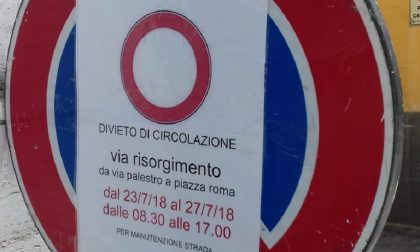 DIVIETO DI CIRCOLAZIONE
via risorgimento
da via palestro a piazza roma
dal 23/7/18 al 27/7/18
dalle 08.30 alle 17.00
PER MANUTENZIONE STRADA